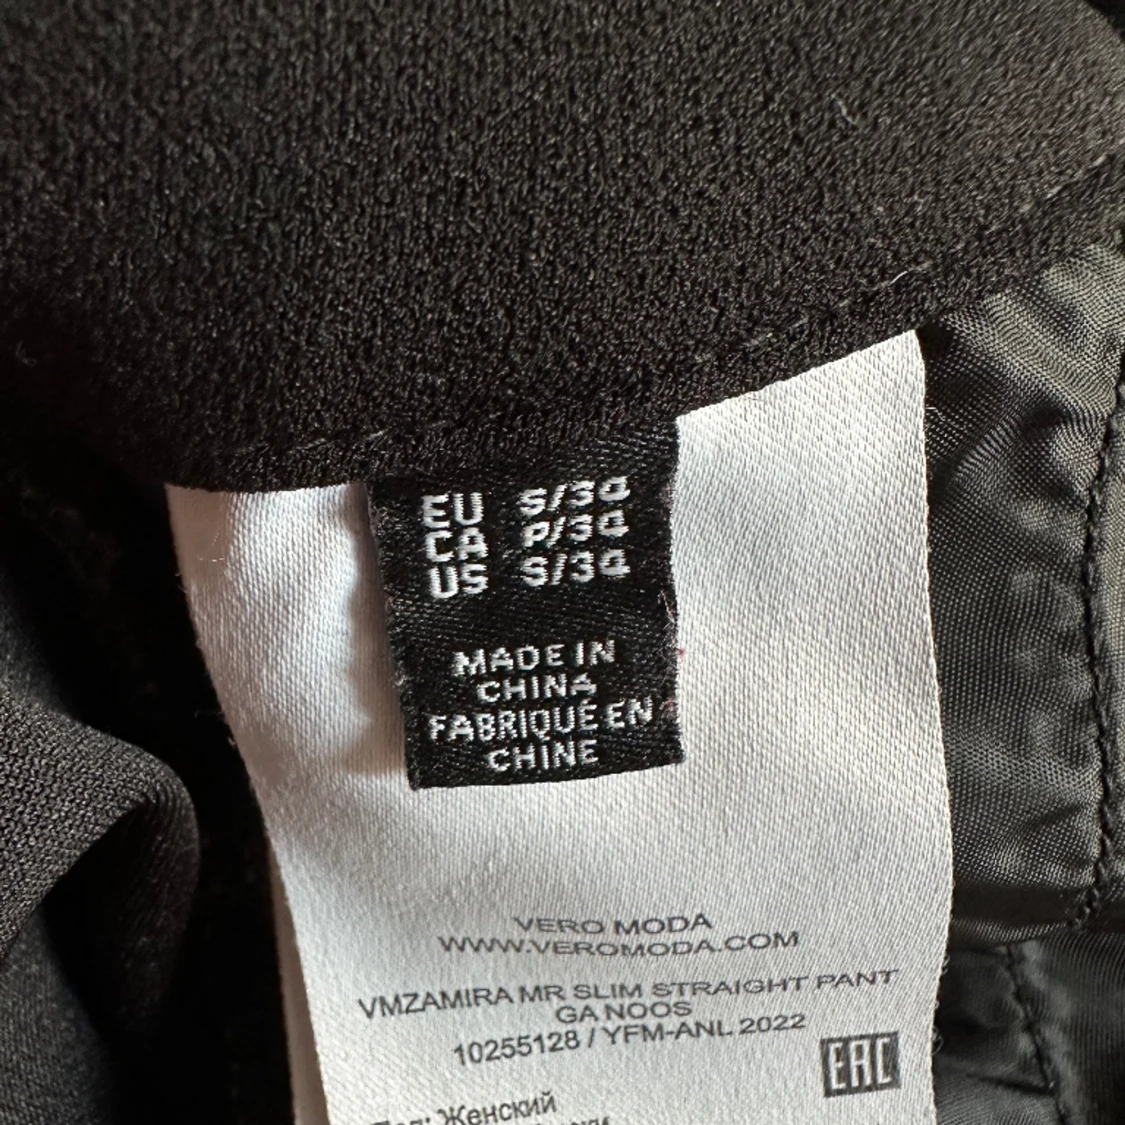 EU S/34
CA P/34
US S/34
MADE IN
CHINA
FABRIQUÉ EN
CHINE
VERO MODA
WWW.VEROMODA.COM
VMZAMIRA MR SLIM STRAIGHT PANT
GA NOOS
10255128 / YFM-ANL 2022
EAC
Пол: Женский